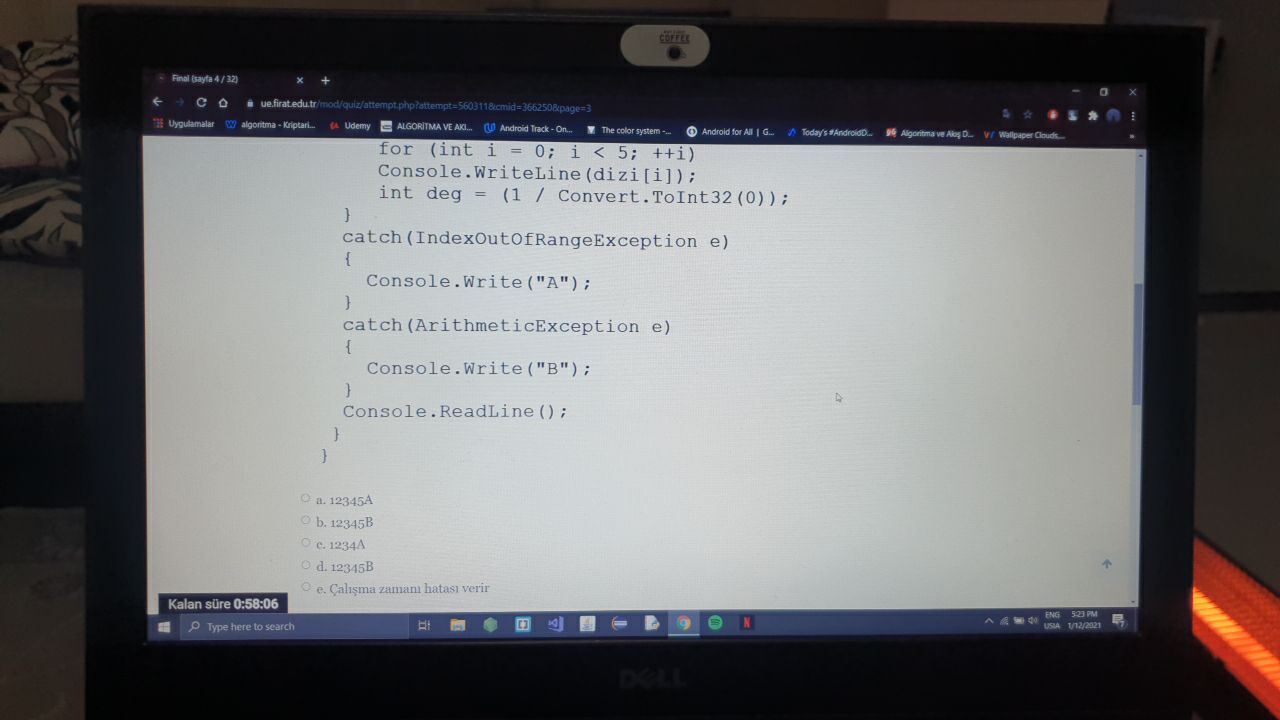 COFFEE
Final (sayfa 4 / 32)
ue.firat.edu.tr/mod/quiz/attempt.php?attempt=560311&cmid=366250&page=3
Uygulamalar
algoritma - Kriptari...
Udemy
ALGORİTMA VE AKI...
Android Track - On...
The color system -...
Android for All | G...
Today's #AndroidD...
Algoritma ve Akış D...
Wallpaper Clouds,...
for (int i = 0; i < 5; ++i)
Console.WriteLine(dizi[i]);
int deg = (1 / Convert.ToInt32(0));
}
catch(IndexOutOfRangeException e)
{
Console.Write("A");
}
catch(ArithmeticException e)
{
Console.Write("B");
}
Console.ReadLine();
}
}
a. 12345A
b. 12345B
c. 1234A
d. 12345B
e. Çalışma zamanı hatası verir
Kalan süre 0:58:06
Type here to search
ENG
USIA
5:23 PM
1/12/2021
DELL